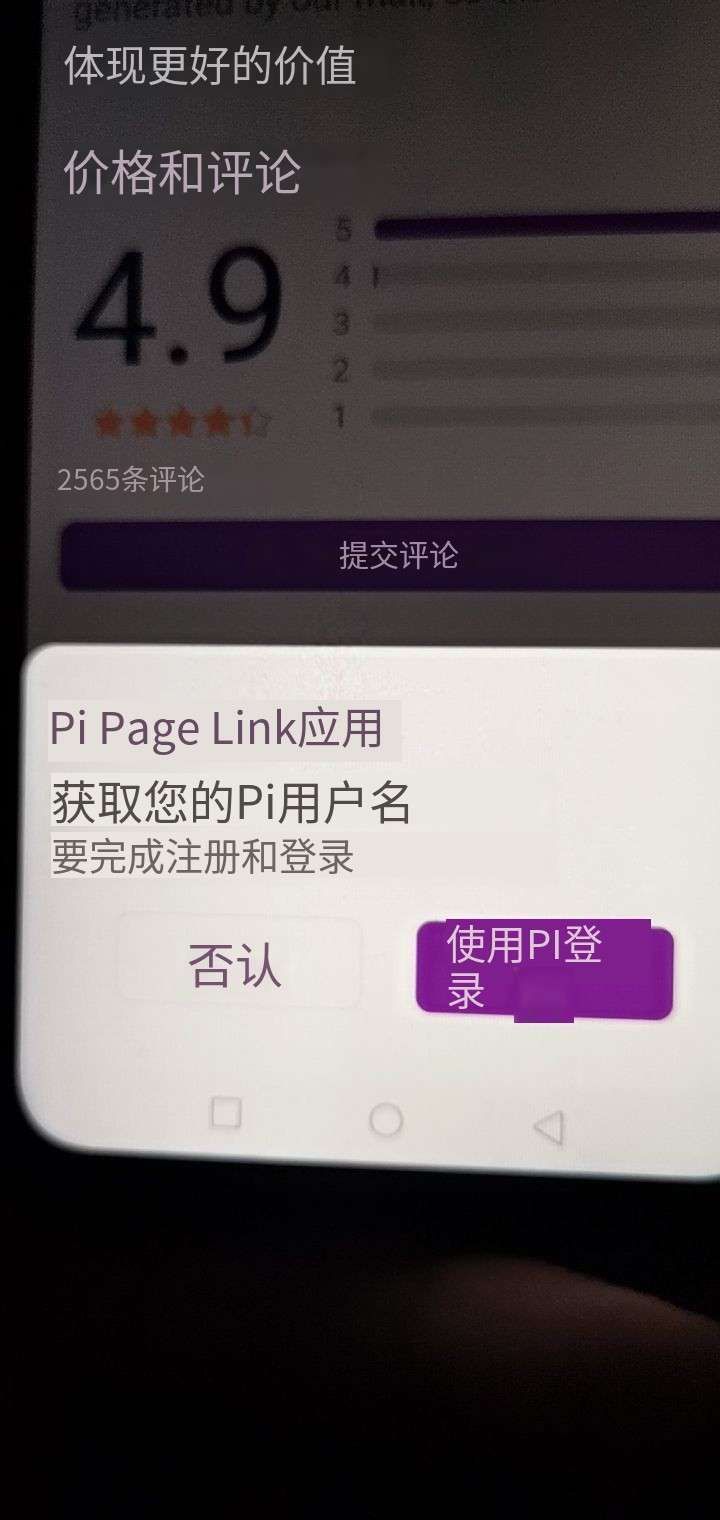 generated by our
体现更好的价值
价格和评论
4.9
5
4
3
2
1
2565条评论
提交评论
Pi Page Link应用
获取您的Pi用户名
要完成注册和登录
否认
使用PI登
录